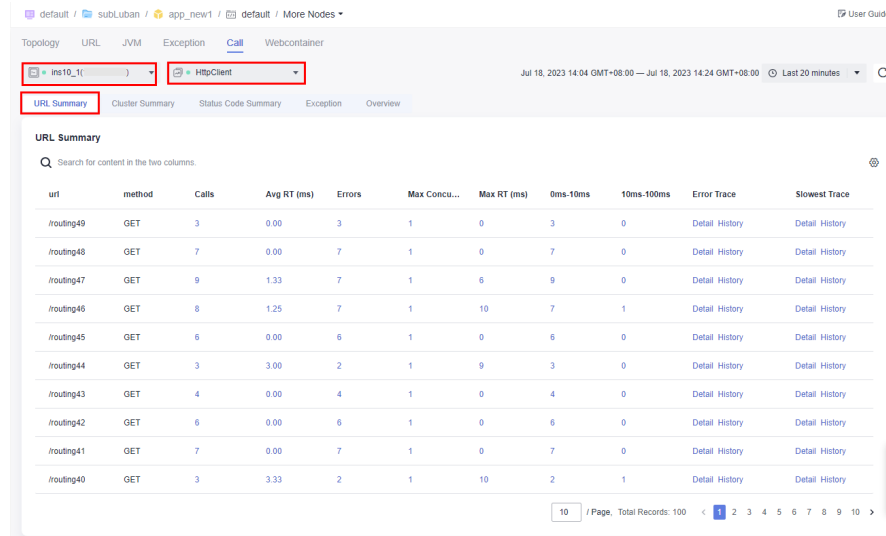 default / subLuban / app_new1 / default / More Nodes User Guid
Topology URL JVM Exception Call Webcontainer
ins10_1( ) HttpClient Jul 18, 2023 14:04 GMT+08:00 — Jul 18, 2023 14:24 GMT+08:00 Last 20 minutes
URL Summary Cluster Summary Status Code Summary Exception Overview
URL Summary
Search for content in the two columns.
url method Calls Avg RT (ms) Errors Max Concu... Max RT (ms) 0ms-10ms 10ms-100ms Error Trace Slowest Trace
/routing49 GET 3 0.00 3 1 0 3 0 Detail History Detail History
/routing48 GET 7 0.00 7 1 0 7 0 Detail History Detail History
/routing47 GET 9 1.33 7 1 6 9 0 Detail History Detail History
/routing46 GET 8 1.25 7 1 10 7 1 Detail History Detail History
/routing45 GET 6 0.00 6 1 0 6 0 Detail History Detail History
/routing44 GET 3 3.00 2 1 9 3 0 Detail History Detail History
/routing43 GET 4 0.00 4 1 0 4 0 Detail History Detail History
/routing42 GET 6 0.00 6 1 0 6 0 Detail History Detail History
/routing41 GET 7 0.00 7 1 0 7 0 Detail History Detail History
/routing40 GET 3 3.33 2 1 10 2 1 Detail History Detail History
10 / Page, Total Records: 100 < 1 2 3 4 5 6 7 8 9 10 >